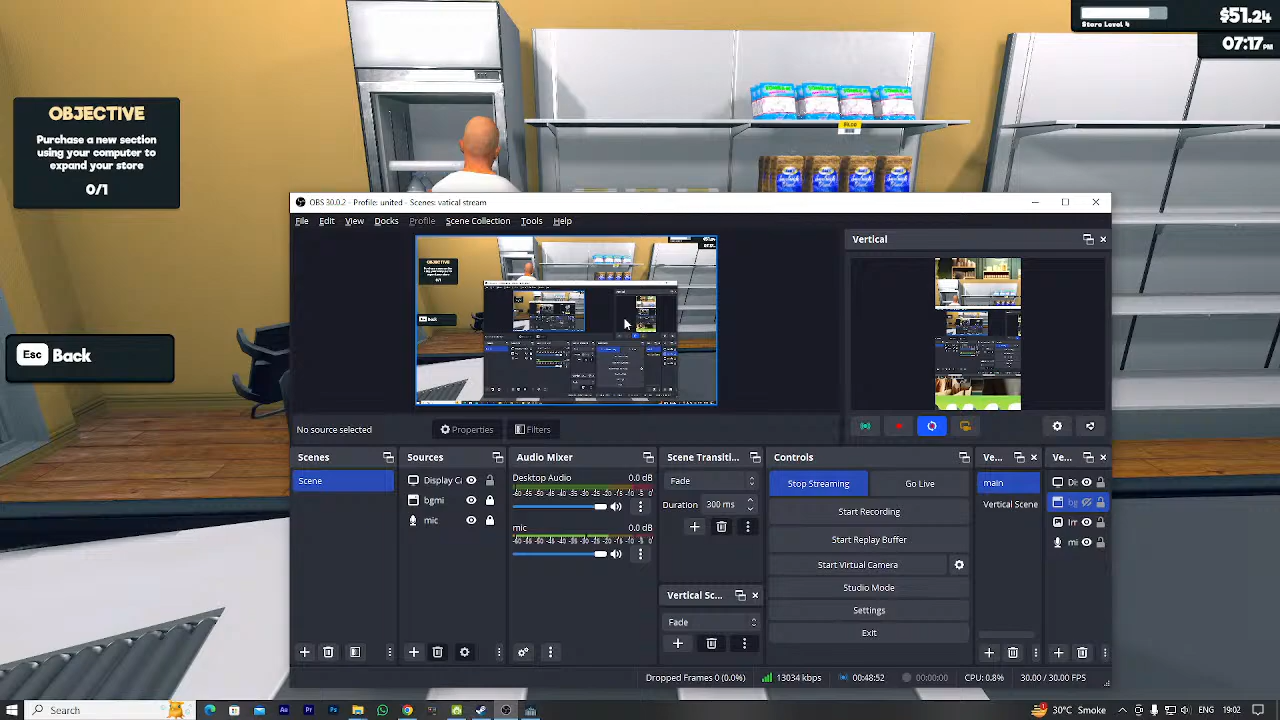 $51.24
Store Level 4
07:17PM
OBJECTIVE
Purchase a new section
using your computer to
expand your store
0/1
Esc Back
OBS 30.0.2 - Profile: united - Scenes: vatical stream
File Edit View Docks Profile Scene Collection Tools Help
Vertical
No source selected
Properties
Filters
Scenes
Sources
Audio Mixer
Scene Transiti...
Controls
Ve...
Ve...
Scene
Display Ca
bgmi
mic
Desktop Audio 0.0 dB
mic 0.0 dB
Fade
Duration 300 ms
Stop Streaming
Go Live
Start Recording
Start Replay Buffer
Start Virtual Camera
Studio Mode
Settings
Exit
main
Vertical Scene
bg
mi
Vertical Sc...
Fade
Dropped Frames 0 (0.0%)
13034 kbps
00:48:52
00:00:00
CPU: 0.8%
30.00 / 30.00 FPS
Search
30°C Smoke
ENG